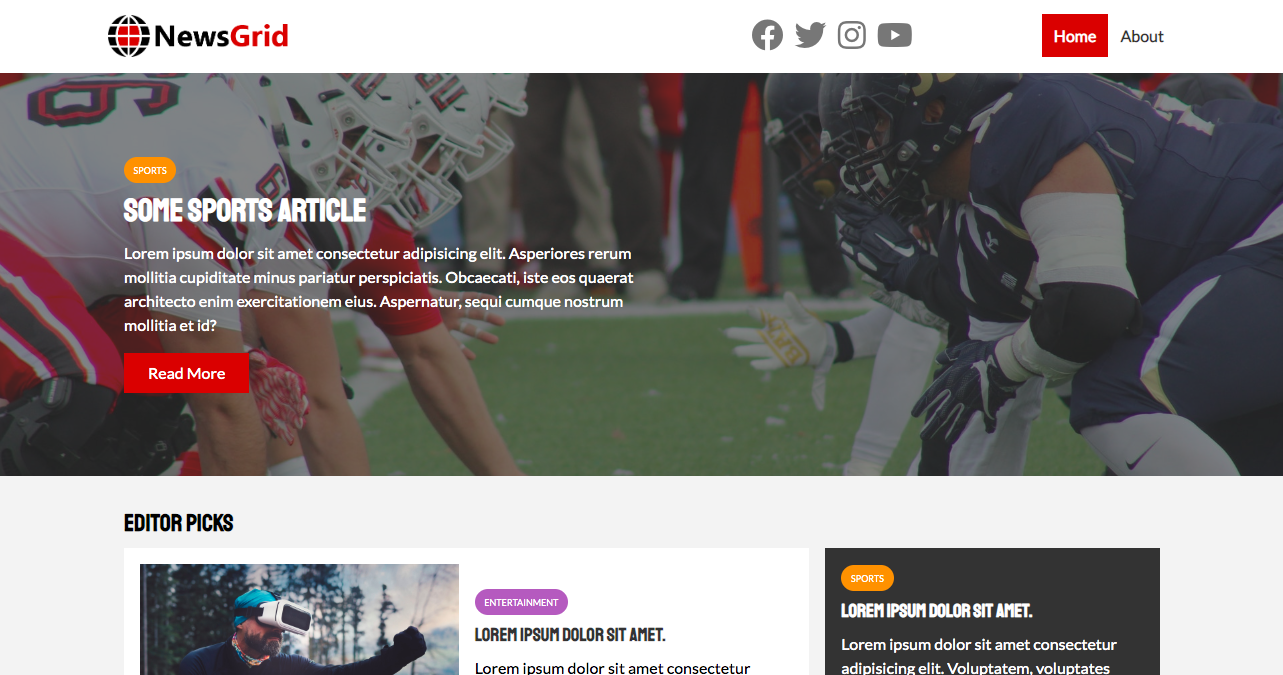 NewsGrid
Home
About
SPORTS
SOME SPORTS ARTICLE
Lorem ipsum dolor sit amet consectetur adipisicing elit. Asperiores rerum
mollitia cupiditate minus pariatur perspiciatis. Obcaecati, iste eos quaerat
architecto enim exercitationem eius. Aspernatur, sequi cumque nostrum
mollitia et id?
Read More
EDITOR PICKS
ENTERTAINMENT
LOREM IPSUM DOLOR SIT AMET.
Lorem ipsum dolor sit amet consectetur
SPORTS
LOREM IPSUM DOLOR SIT AMET.
Lorem ipsum dolor sit amet consectetur
adipisicing elit. Voluptatem, voluptates